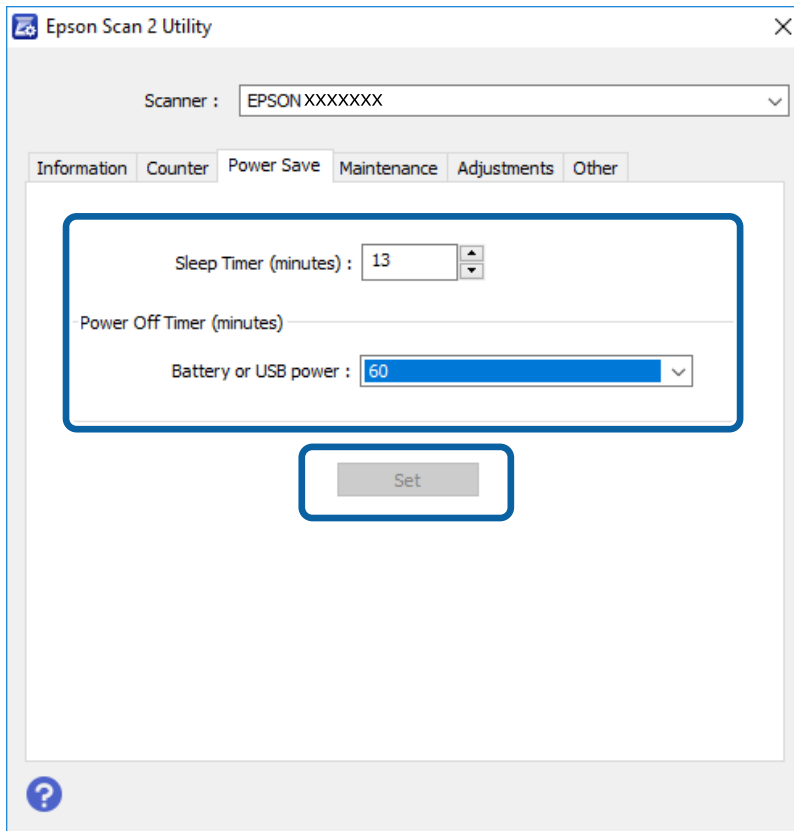 Epson Scan 2 Utility
Scanner : EPSON XXXXXXX
Information Counter Power Save Maintenance Adjustments Other
Sleep Timer (minutes) : 13
Power Off Timer (minutes)
Battery or USB power : 60
Set
?